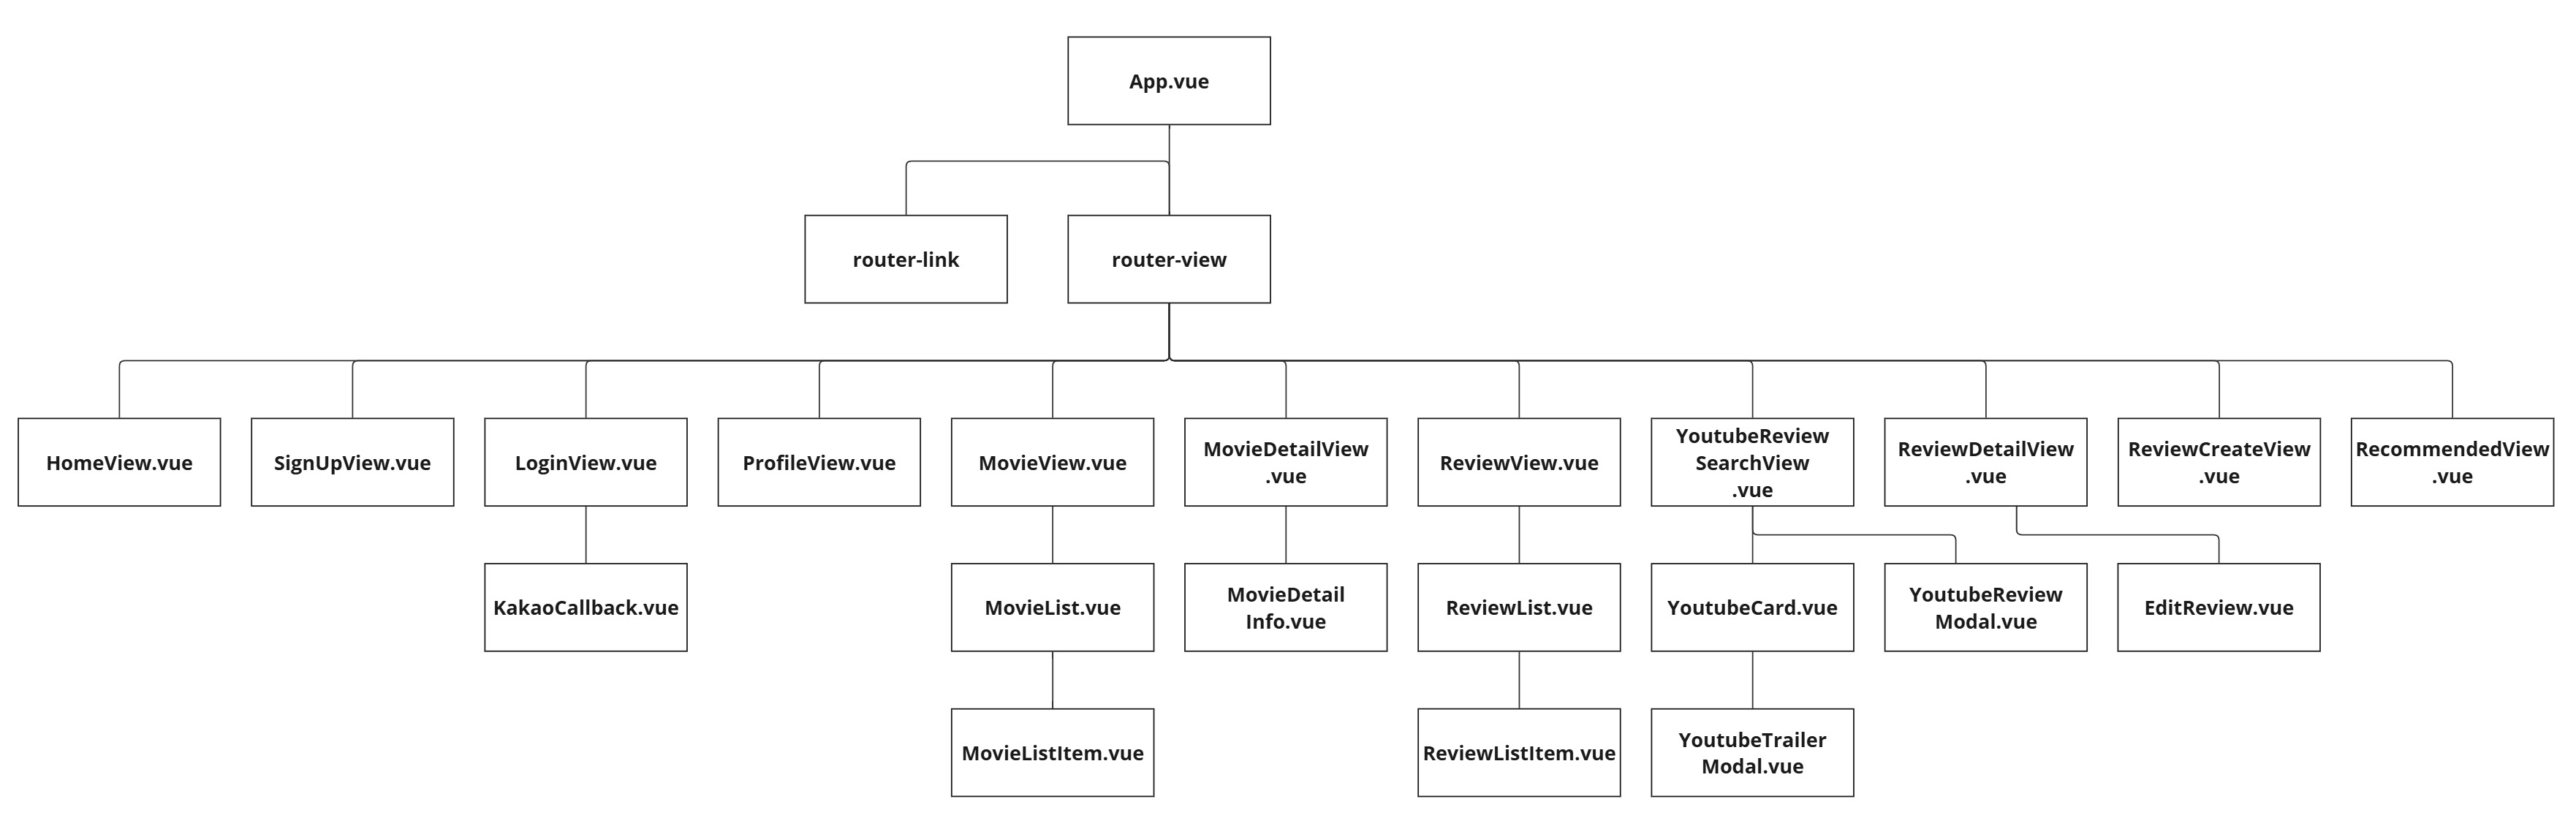 App.vue
router-link
router-view
HomeView.vue
SignUpView.vue
LoginView.vue
ProfileView.vue
MovieView.vue
MovieDetailView
.vue
ReviewView.vue
YoutubeReview
SearchView
.vue
ReviewDetailView
.vue
ReviewCreateView
.vue
RecommendedView
.vue
KakaoCallback.vue
MovieList.vue
MovieDetail
Info.vue
ReviewList.vue
YoutubeCard.vue
YoutubeReview
Modal.vue
EditReview.vue
MovieListItem.vue
ReviewListItem.vue
YoutubeTrailer
Modal.vue